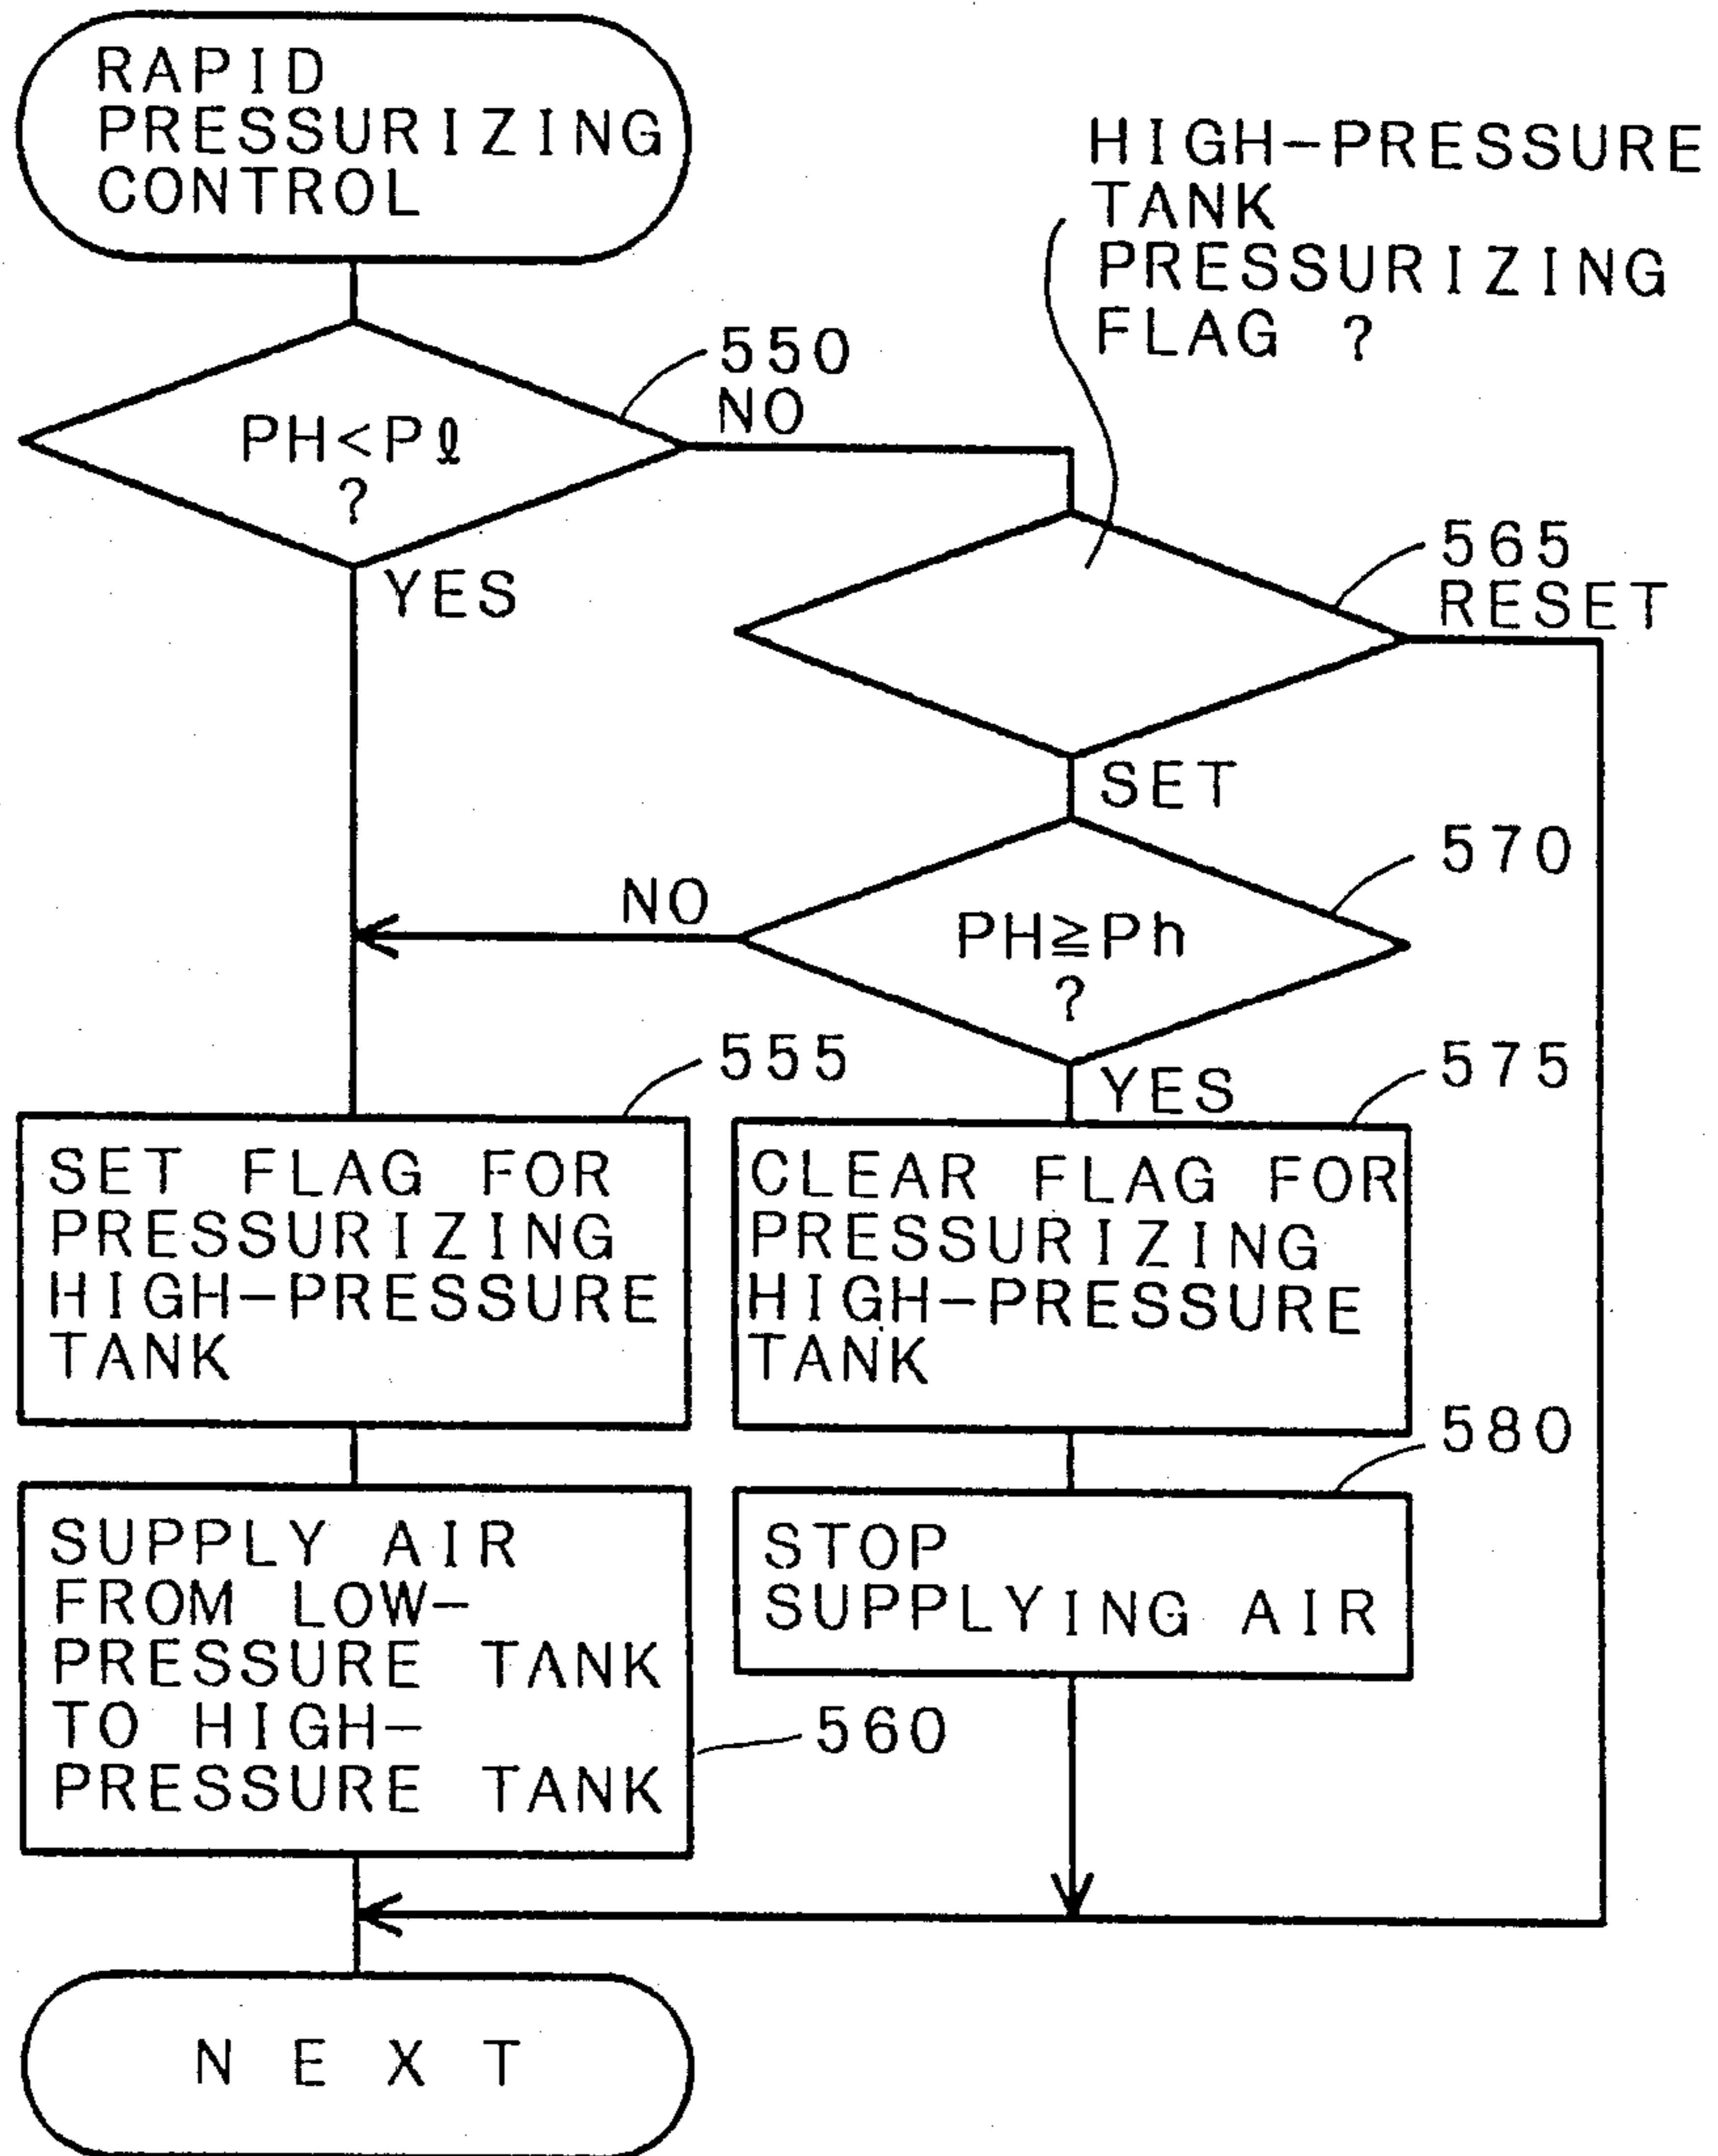 RAPID
PRESSURIZING
CONTROL
HIGH-PRESSURE
TANK
PRESSURIZING
FLAG ?
550
NO
PH<Pℓ
?
YES
565
RESET
SET
570
NO
PH≧Ph
?
YES
555
575
SET FLAG FOR
PRESSURIZING
HIGH-PRESSURE
TANK
CLEAR FLAG FOR
PRESSURIZING
HIGH-PRESSURE
TANK
580
SUPPLY AIR
FROM LOW-
PRESSURE TANK
TO HIGH-
PRESSURE TANK
560
STOP
SUPPLYING AIR
NEXT